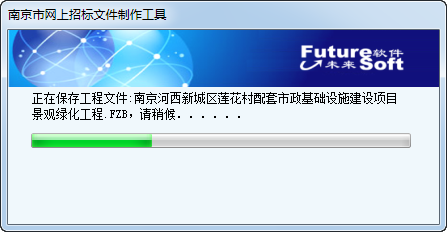 南京市网上招标文件制作工具
Future软件
未来Soft
正在保存工程文件:南京河西新城区莲花村配套市政基础设施建设项目
景观绿化工程.FZB，请稍候．．．．．．